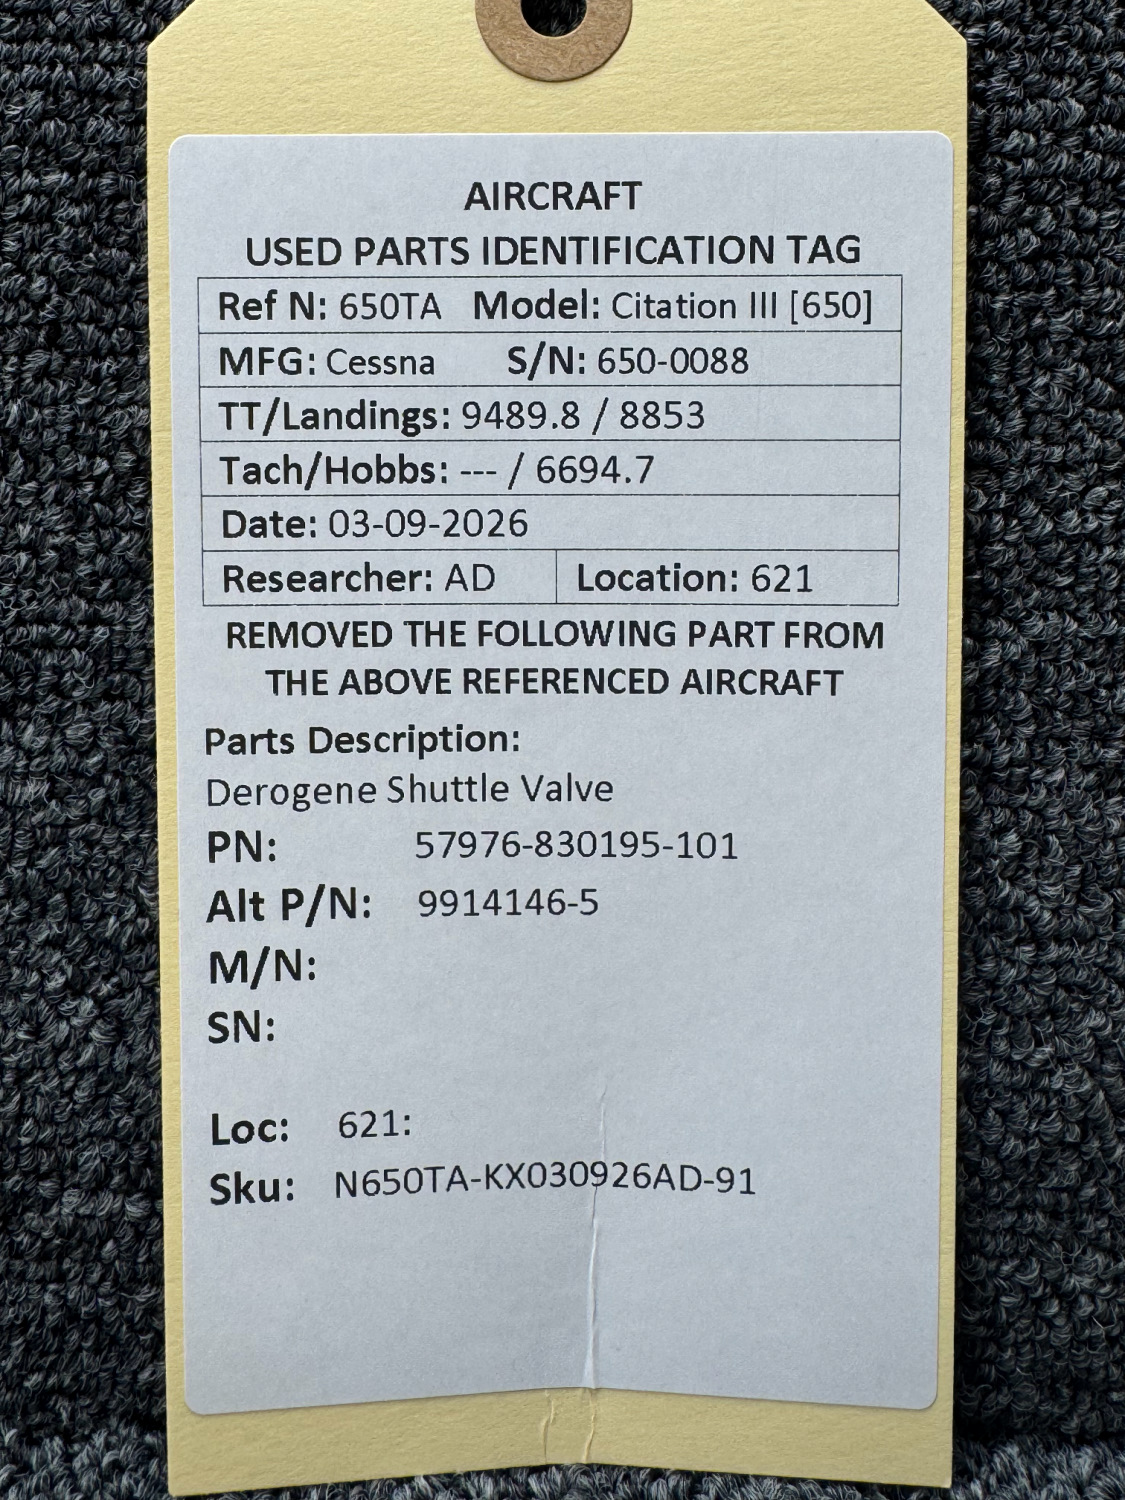 AIRCRAFT
USED PARTS IDENTIFICATION TAG
Ref N: 650TA Model: Citation III [650]
MFG: Cessna S/N: 650-0088
TT/Landings: 9489.8 / 8853
Tach/Hobbs: --- / 6694.7
Date: 03-09-2026
Researcher: AD Location: 621
REMOVED THE FOLLOWING PART FROM
THE ABOVE REFERENCED AIRCRAFT
Parts Description:
Derogene Shuttle Valve
PN: 57976-830195-101
Alt P/N: 9914146-5
M/N:
SN:
Loc: 621:
Sku: N650TA-KX030926AD-91